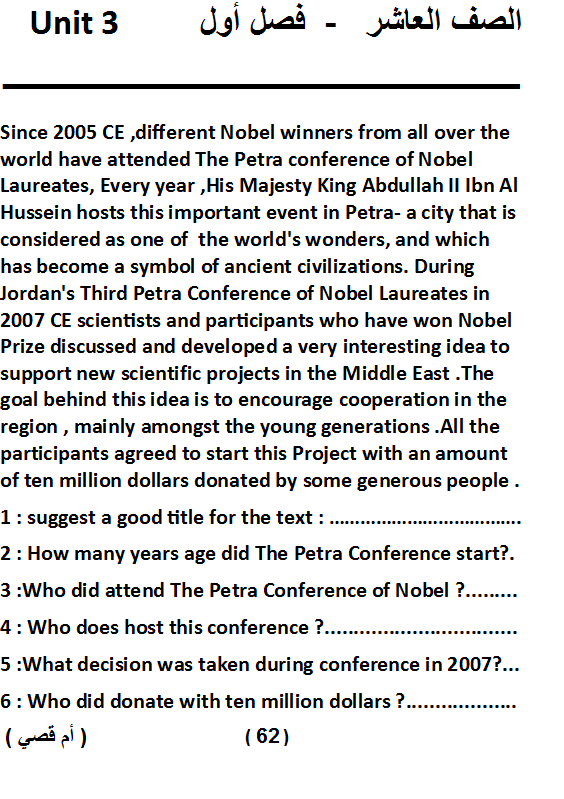 Unit 3 الصف العاشر - فصل أول
Since 2005 CE ,different Nobel winners from all over the
world have attended The Petra conference of Nobel
Laureates, Every year ,His Majesty King Abdullah II Ibn Al
Hussein hosts this important event in Petra- a city that is
considered as one of the world's wonders, and which
has become a symbol of ancient civilizations. During
Jordan's Third Petra Conference of Nobel Laureates in
2007 CE scientists and participants who have won Nobel
Prize discussed and developed a very interesting idea to
support new scientific projects in the Middle East .The
goal behind this idea is to encourage cooperation in the
region , mainly amongst the young generations .All the
participants agreed to start this Project with an amount
of ten million dollars donated by some generous people .
1 : suggest a good title for the text : .....................................
2 : How many years age did The Petra Conference start?.
3 :Who did attend The Petra Conference of Nobel ?.........
4 : Who does host this conference ?.................................
5 :What decision was taken during conference in 2007?...
6 : Who did donate with ten million dollars ?...................
( أم قصي ) ( 62 )